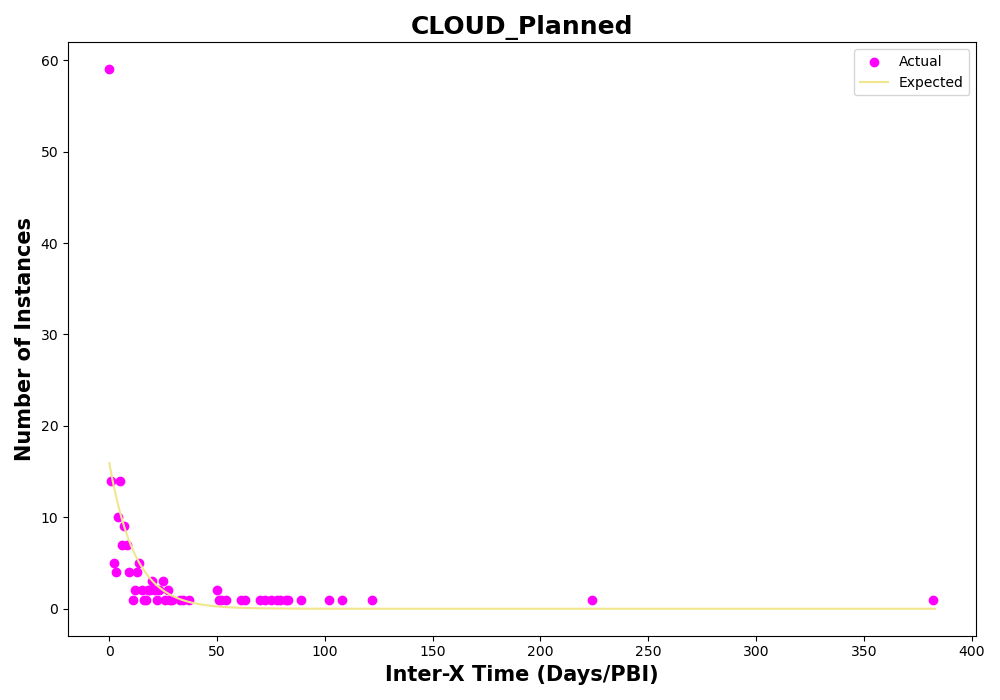 CLOUD_Planned
Actual
Expected
Number of Instances
60
50
40
30
20
10
0
0 50 100 150 200 250 300 350 400
Inter-X Time (Days/PBI)